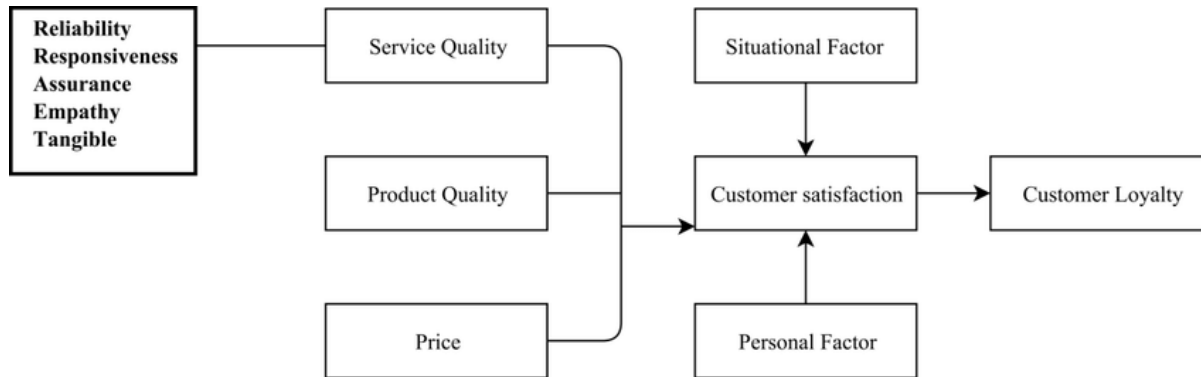 Reliability
Responsiveness
Assurance
Empathy
Tangible
Service Quality
Situational Factor
Product Quality
Customer satisfaction
Customer Loyalty
Price
Personal Factor